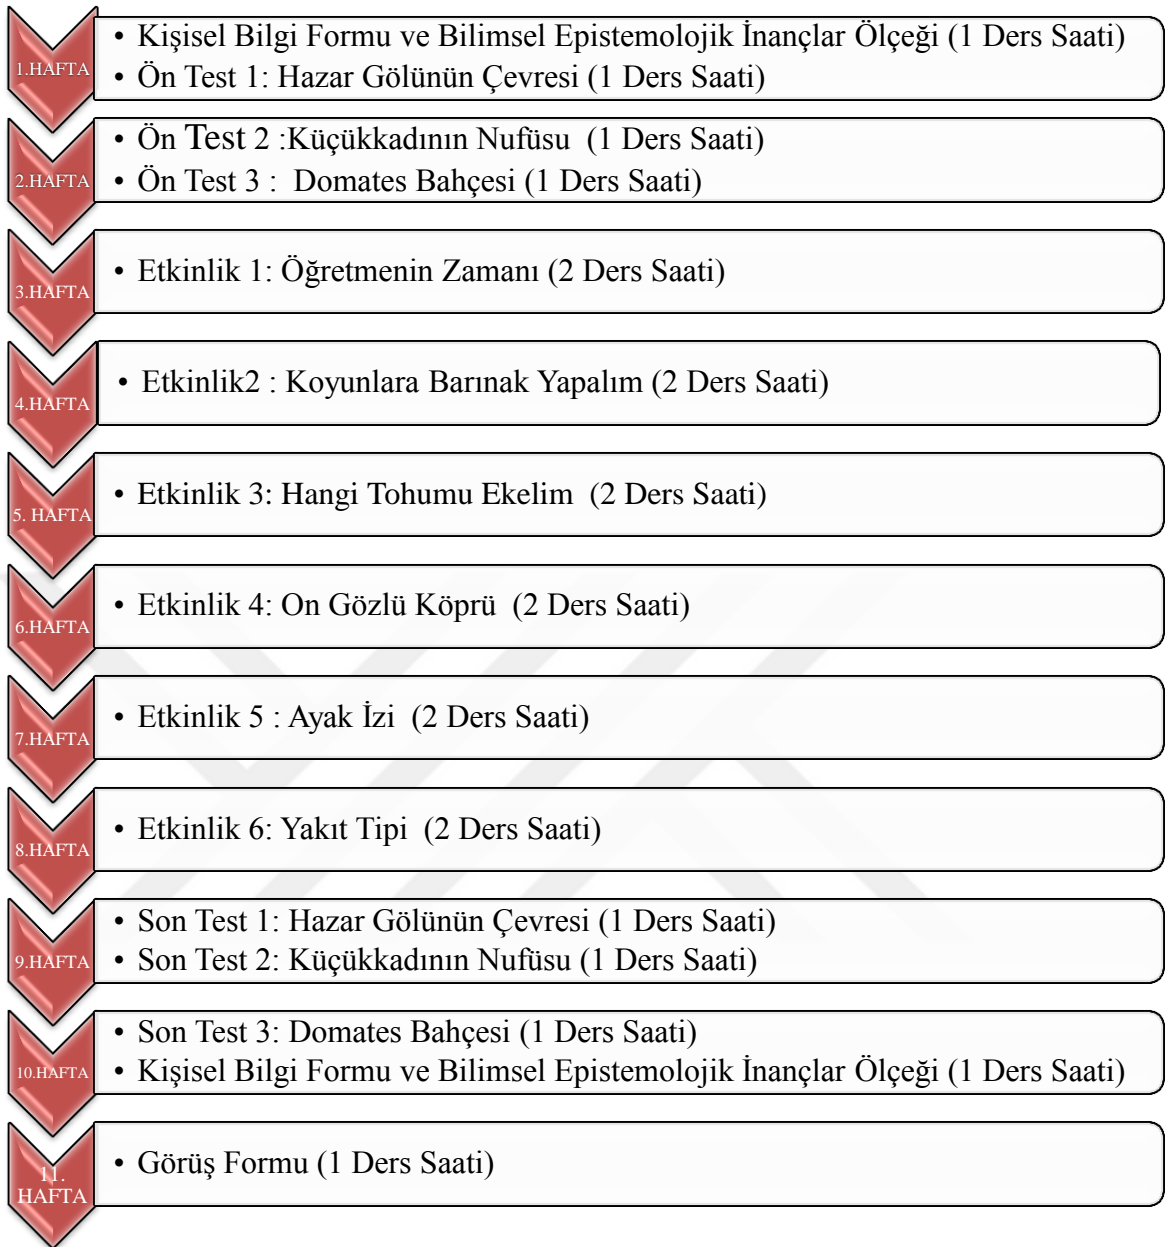 1.HAFTA
• Kişisel Bilgi Formu ve Bilimsel Epistemolojik İnançlar Ölçeği (1 Ders Saati)
• Ön Test 1: Hazar Gölünün Çevresi (1 Ders Saati)
2.HAFTA
• Ön Test 2 :Küçükkadının Nufüsu (1 Ders Saati)
• Ön Test 3 : Domates Bahçesi (1 Ders Saati)
3.HAFTA
• Etkinlik 1: Öğretmenin Zamanı (2 Ders Saati)
4.HAFTA
• Etkinlik2 : Koyunlara Barınak Yapalım (2 Ders Saati)
5. HAFTA
• Etkinlik 3: Hangi Tohumu Ekelim (2 Ders Saati)
6.HAFTA
• Etkinlik 4: On Gözlü Köprü (2 Ders Saati)
7.HAFTA
• Etkinlik 5 : Ayak İzi (2 Ders Saati)
8.HAFTA
• Etkinlik 6: Yakıt Tipi (2 Ders Saati)
9.HAFTA
• Son Test 1: Hazar Gölünün Çevresi (1 Ders Saati)
• Son Test 2: Küçükkadının Nufüsu (1 Ders Saati)
10.HAFTA
• Son Test 3: Domates Bahçesi (1 Ders Saati)
• Kişisel Bilgi Formu ve Bilimsel Epistemolojik İnançlar Ölçeği (1 Ders Saati)
11.
HAFTA
• Görüş Formu (1 Ders Saati)